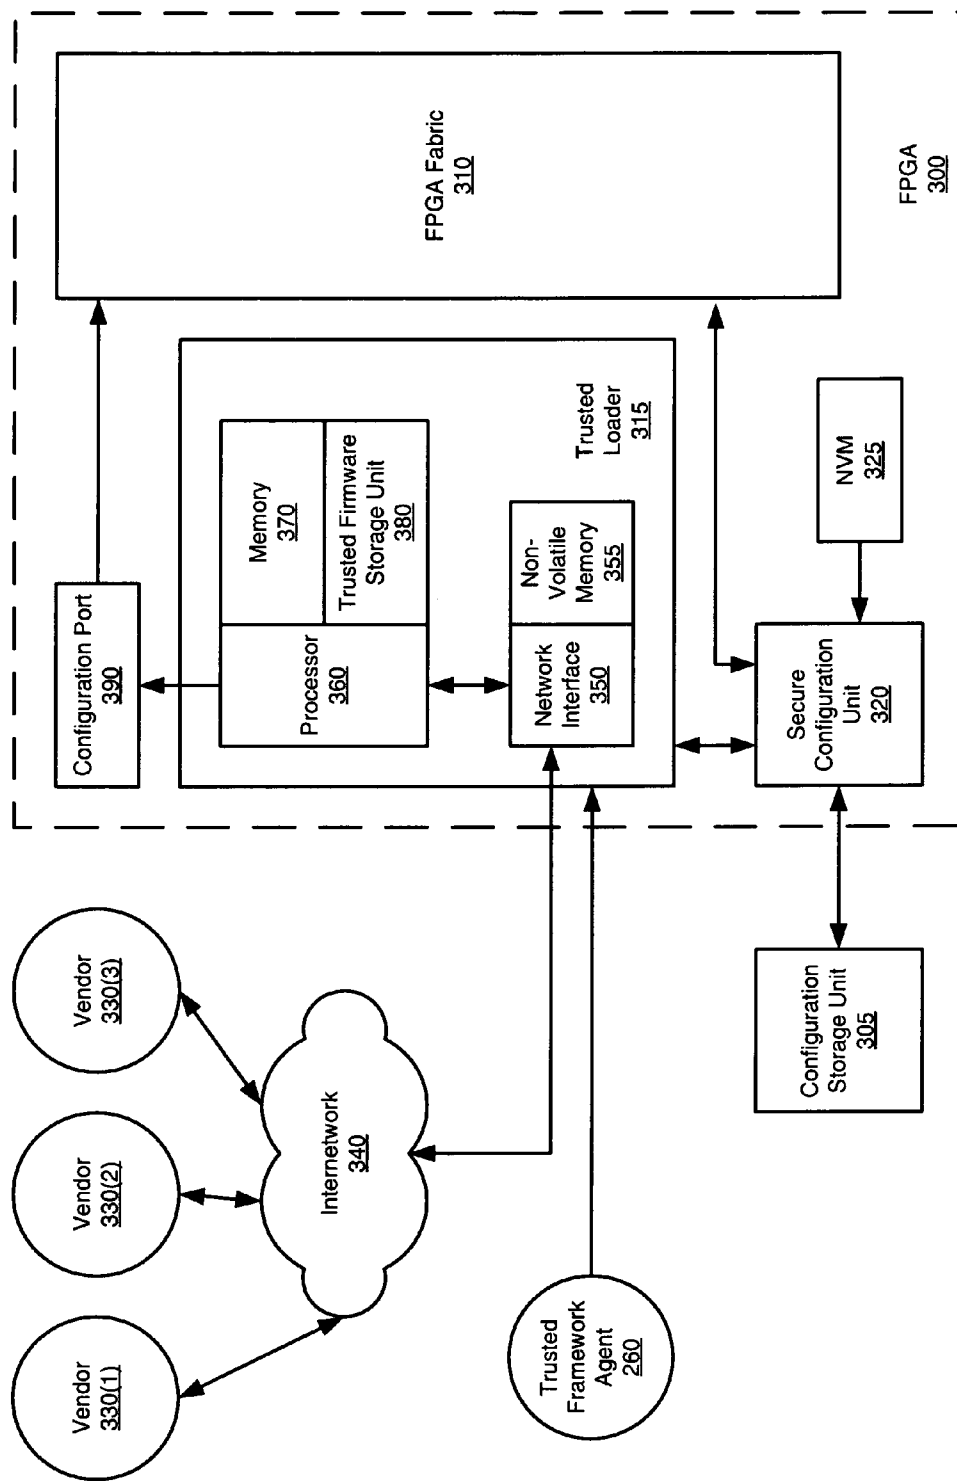 Vendor
330(1)
Vendor
330(2)
Vendor
330(3)
Internetwork
340
Trusted
Framework
Agent
260
Configuration
Storage Unit
305
Configuration Port
390
Processor
360
Memory
370
Trusted Firmware
Storage Unit
380
Network
Interface
350
Non-
Volatile
Memory
355
Trusted
Loader
315
Secure
Configuration
Unit
320
NVM
325
FPGA Fabric
310
FPGA
300